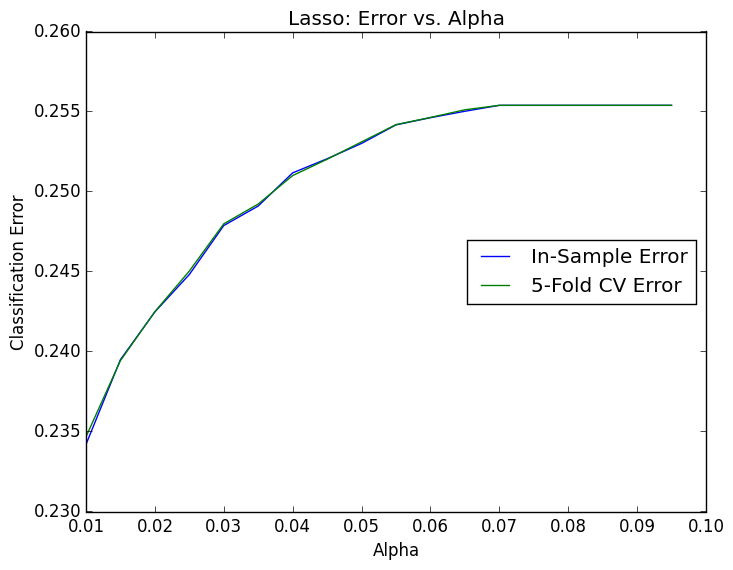 Lasso: Error vs. Alpha
0.260
0.255
0.250
0.245
0.240
0.235
0.230
Classification Error
In-Sample Error
5-Fold CV Error
0.01 0.02 0.03 0.04 0.05 0.06 0.07 0.08 0.09 0.10
Alpha